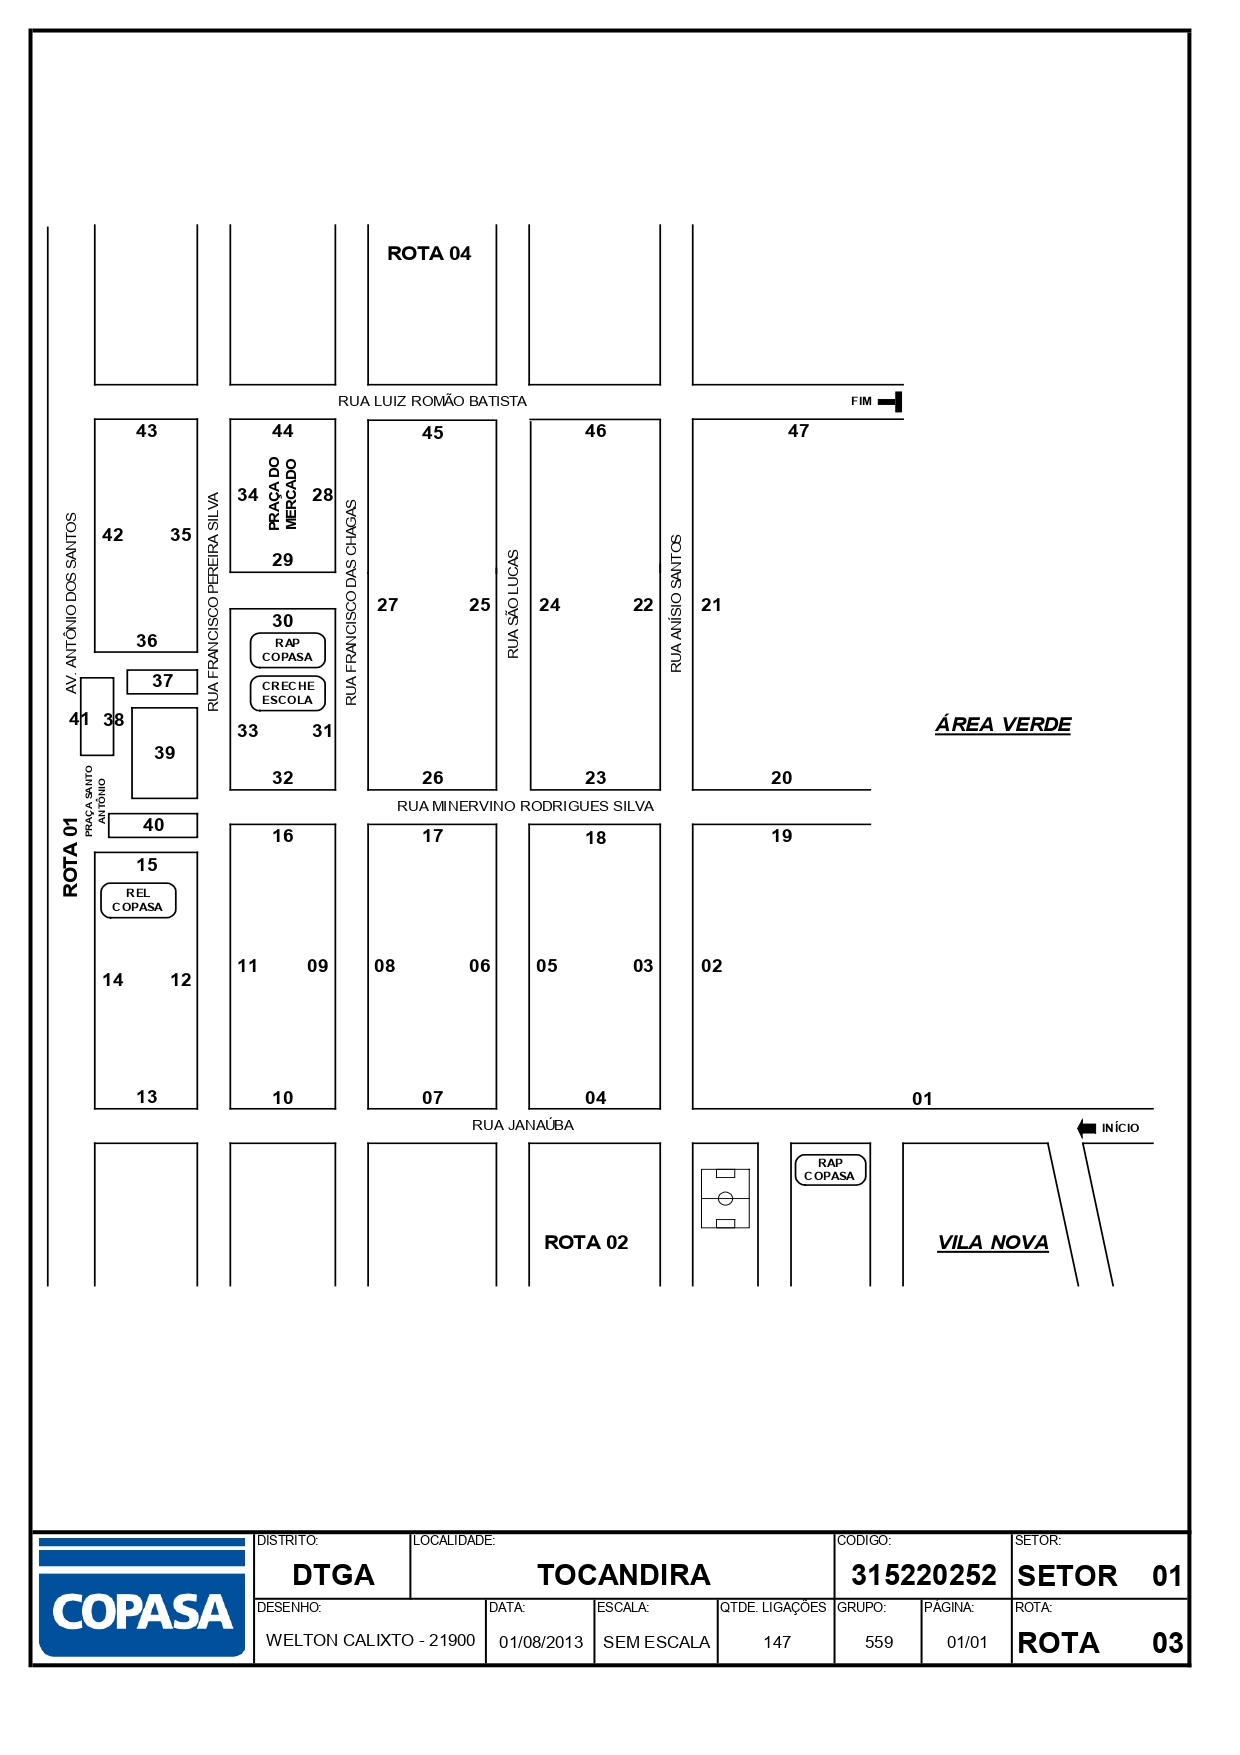 ROTA 04
RUA LUIZ ROMÃO BATISTA
FIM
43
44
45
46
47
PRAÇA DO
MERCADO
34
28
42
35
29
AV. ANTÔNIO DOS SANTOS
RUA FRANCISCO PEREIRA SILVA
RUA FRANCISCO DAS CHAGAS
RUA SÃO LUCAS
RUA ANÍSIO SANTOS
27
25
24
22
21
36
30
RAP
COPASA
37
CRECHE
ESCOLA
41
38
33
31
39
ÁREA VERDE
32
26
23
20
PRAÇA SANTO
ANTÔNIO
RUA MINERVINO RODRIGUES SILVA
ROTA 01
40
16
17
18
19
15
REL
COPASA
14
12
11
09
08
06
05
03
02
13
10
07
04
01
RUA JANAÚBA
INÍCIO
RAP
COPASA
ROTA 02
VILA NOVA
COPASA
DISTRITO:
DTGA
LOCALIDADE:
TOCANDIRA
CODIGO:
315220252
SETOR:
SETOR 01
DESENHO:
WELTON CALIXTO - 21900
DATA:
01/08/2013
ESCALA:
SEM ESCALA
QTDE. LIGAÇÕES
147
GRUPO:
559
PÁGINA:
01/01
ROTA:
ROTA 03